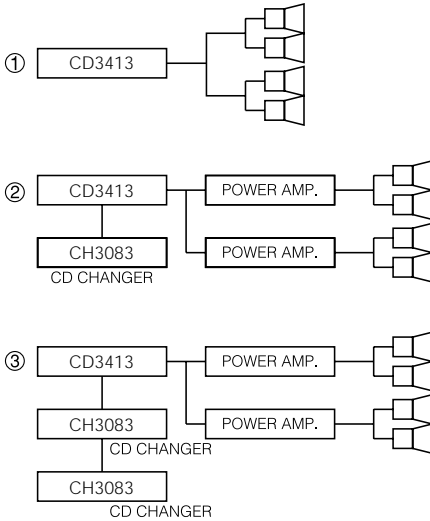 ① CD3413
② CD3413 POWER AMP.
CH3083 POWER AMP.
CD CHANGER
③ CD3413 POWER AMP.
CH3083 POWER AMP.
CD CHANGER
CH3083
CD CHANGER